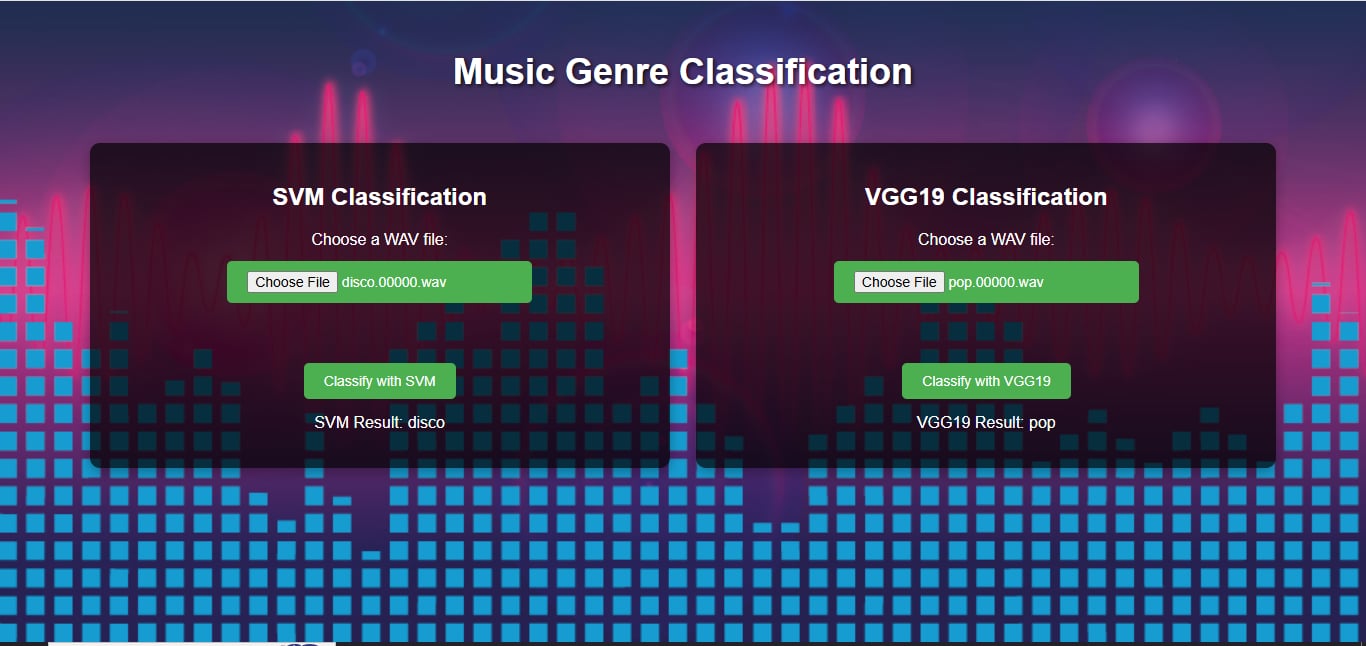 Music Genre Classification
SVM Classification
Choose a WAV file:
Choose File disco.00000.wav
Classify with SVM
SVM Result: disco
VGG19 Classification
Choose a WAV file:
Choose File pop.00000.wav
Classify with VGG19
VGG19 Result: pop